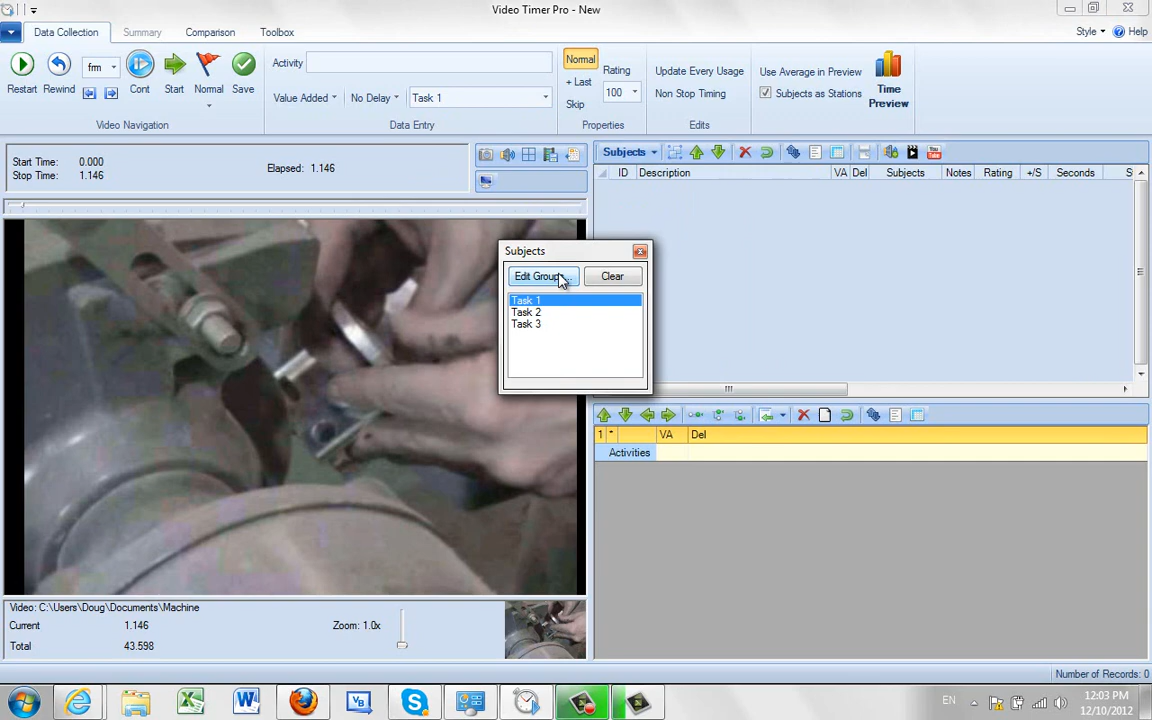 Video Timer Pro - New
Data Collection Summary Comparison Toolbox Style Help
Restart Rewind frm Cont Start Normal Save
Video Navigation
Activity
Value Added No Delay Task 1
Data Entry
Normal
+ Last
Skip
Rating
100
Properties
Update Every Usage
Non Stop Timing
Edits
Use Average in Preview
Subjects as Stations
Time
Preview
Start Time: 0.000
Stop Time: 1.146
Elapsed: 1.146
Subjects
ID Description VA Del Subjects Notes Rating +/S Seconds S
Subjects
Clear
Task 1
Task 2
Task 3
1 * VA Del
Activities
Video: C:\Users\Doug\Documents\Machine
Current 1.146 Zoom: 1.0x
Total 43.598
Number of Records: 0
EN
12:03 PM
12/10/2012